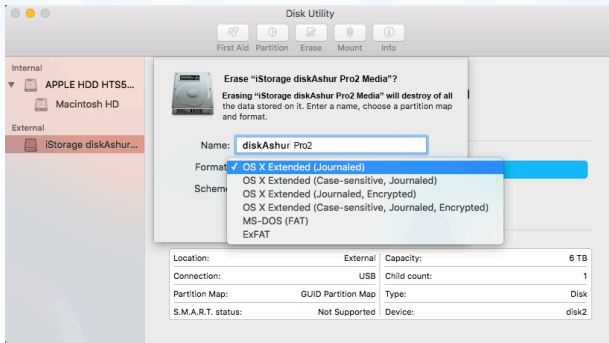 Disk Utility
First Aid Partition Erase Mount Info
Internal
APPLE HDD HTS5...
Macintosh HD
External
iStorage diskAshur...
Erase “iStorage diskAshur Pro2 Media”?
Erasing “iStorage diskAshur Pro2 Media” will destroy of all
the data stored on it. Enter a name, choose a partition map
and format.
Name: diskAshur Pro2
Format
✓ OS X Extended (Journaled)
OS X Extended (Case-sensitive, Journaled)
Schem
OS X Extended (Journaled, Encrypted)
OS X Extended (Case-sensitive, Journaled, Encrypted)
MS-DOS (FAT)
ExFAT
Location: External Capacity: 6 TB
Connection: USB Child count: 1
Partition Map: GUID Partition Map Type: Disk
S.M.A.R.T. status: Not Supported Device: disk2